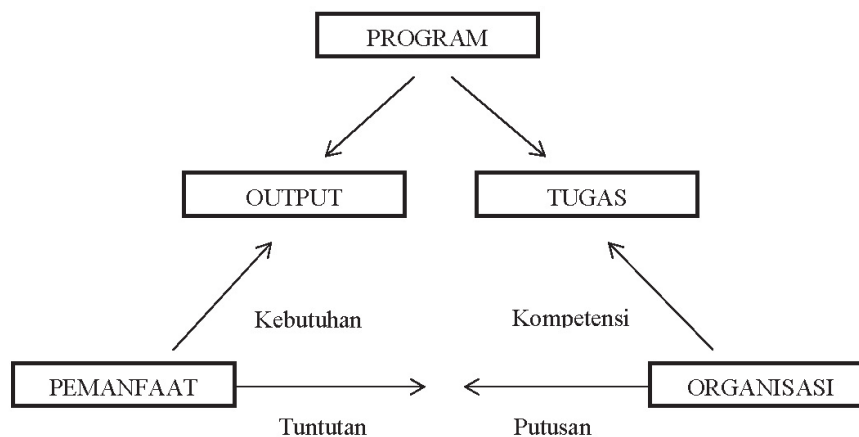 PROGRAM
OUTPUT
TUGAS
Kebutuhan
Kompetensi
PEMANFAAT
ORGANISASI
Tuntutan
Putusan